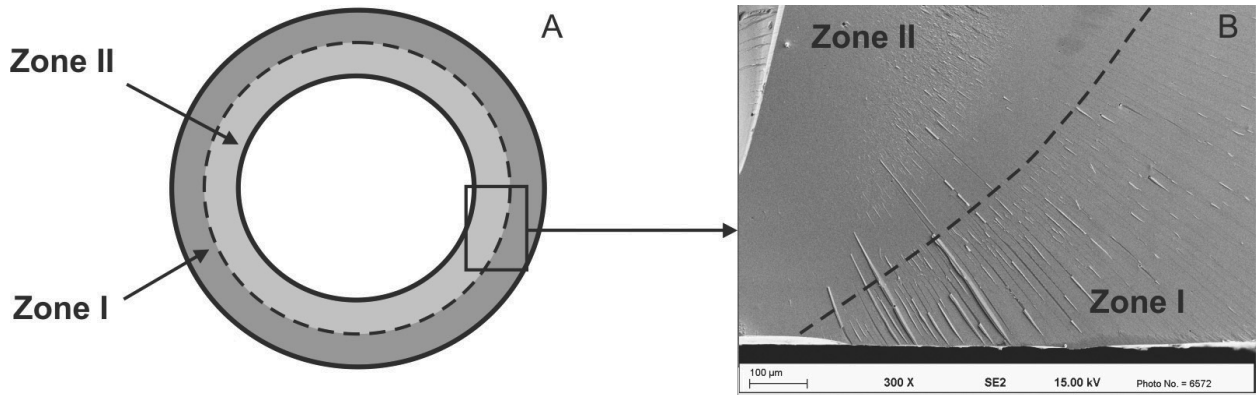 A
Zone II
Zone I
B
Zone II
Zone I
100 µm
300 X SE2 15.00 kV Photo No. = 6572